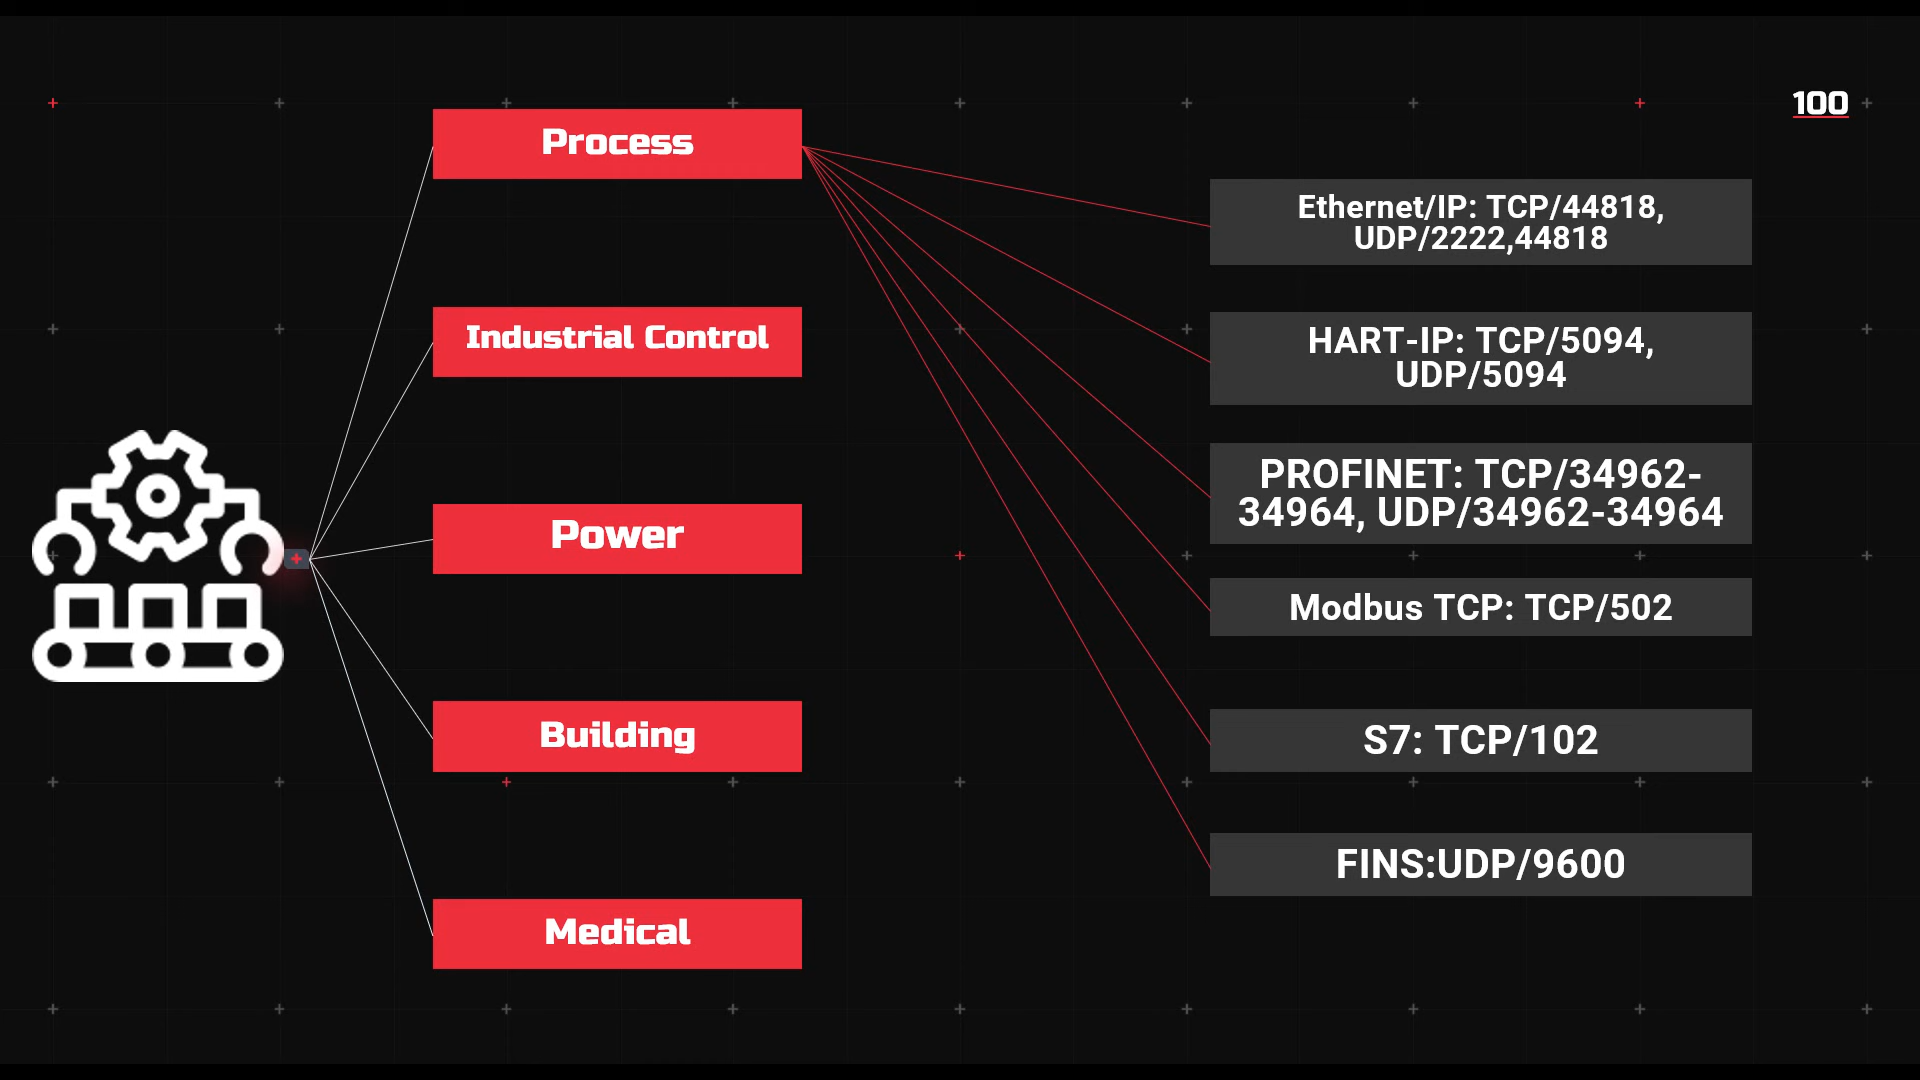 100
Process
Industrial Control
Power
Building
Medical
Ethernet/IP: TCP/44818,
UDP/2222,44818
HART-IP: TCP/5094,
UDP/5094
PROFINET: TCP/34962-
34964, UDP/34962-34964
Modbus TCP: TCP/502
S7: TCP/102
FINS:UDP/9600